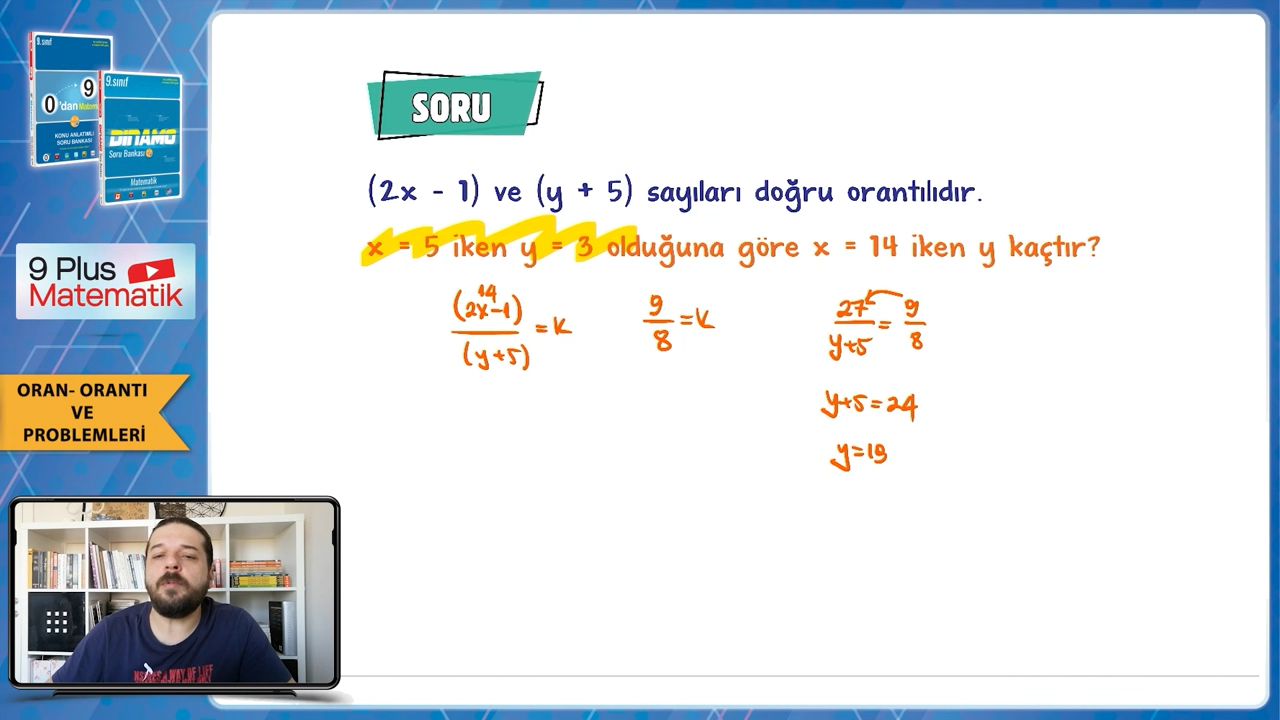 9.sınıf
0'dan 9
KONU ANLATIMLI
SORU BANKASI
9.sınıf
DINAMO
Soru Bankası
Matematik
9 Plus
Matematik
ORAN- ORANTI
VE
PROBLEMLERİ
SORU
(2x - 1) ve (y + 5) sayıları doğru orantılıdır.
x = 5 iken y = 3 olduğuna göre x = 14 iken y kaçtır?
14
(2x-1)
/(y+5) = k
9/8 = k
27/y+5 = 9/8
y+5=24
y=19